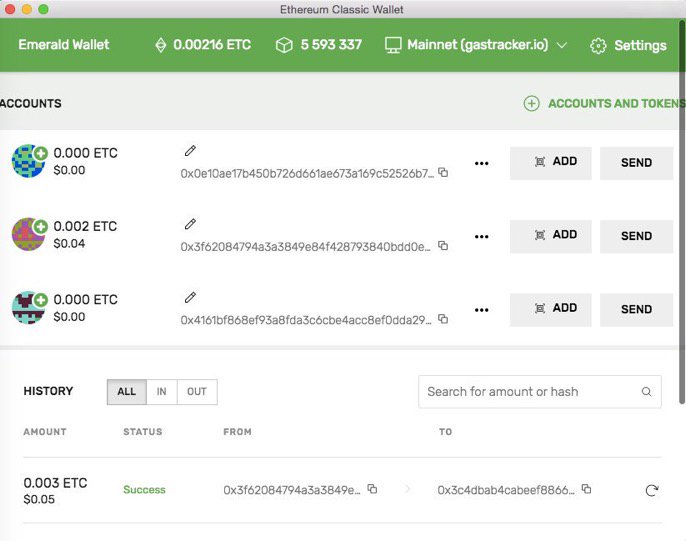 Ethereum Classic Wallet
Emerald Wallet 0.00216 ETC 5 593 337 Mainnet (gastracker.io) Settings
ACCOUNTS ACCOUNTS AND TOKENS
0.000 ETC
$0.00
0x0e10ae17b450b726d661ae673a169c52526b7...
ADD SEND
0.002 ETC
$0.04
0x3f62084794a3a3849e84f428793840bdd0e...
ADD SEND
0.000 ETC
$0.00
0x4161bf868ef93a8fda3c6cbe4acc8ef0dda29...
ADD SEND
HISTORY ALL IN OUT Search for amount or hash
AMOUNT STATUS FROM TO
0.003 ETC
$0.05
Success 0x3f62084794a3a3849e... 0x3c4dbab4cabeef8866...